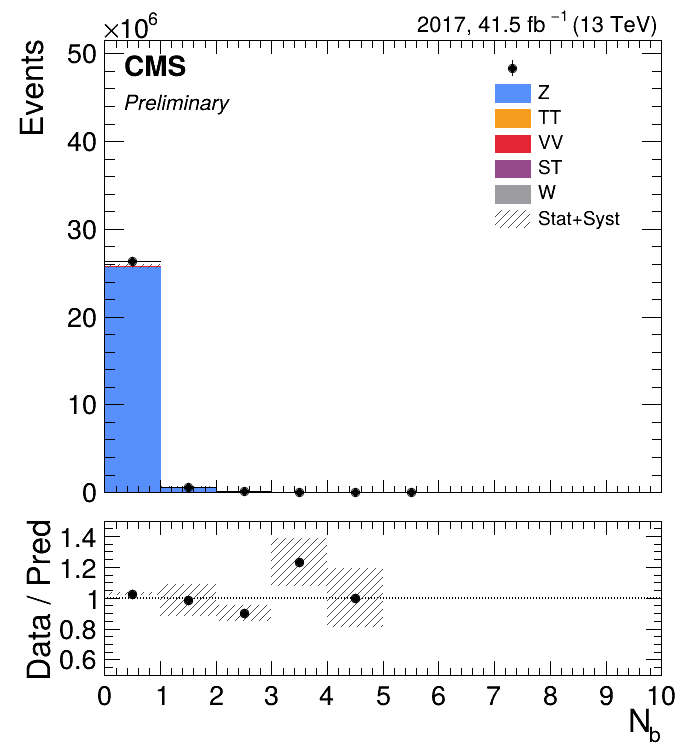 ×10⁶
2017, 41.5 fb⁻¹ (13 TeV)
Events
50
40
30
20
10
0
CMS
Preliminary
Z
TT
VV
ST
W
Stat+Syst
Data / Pred
1.4
1.2
1
0.8
0.6
0 1 2 3 4 5 6 7 8 9 10
N_b